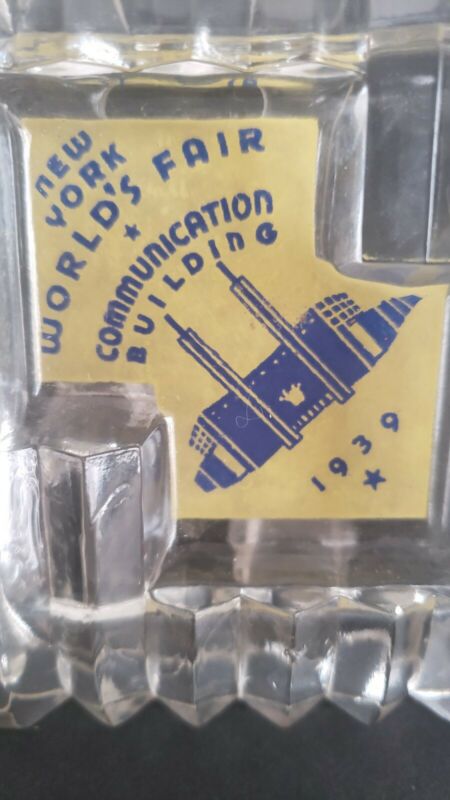 NEW
YORK
WORLD'S FAIR
COMMUNICATION
BUILDING
1939